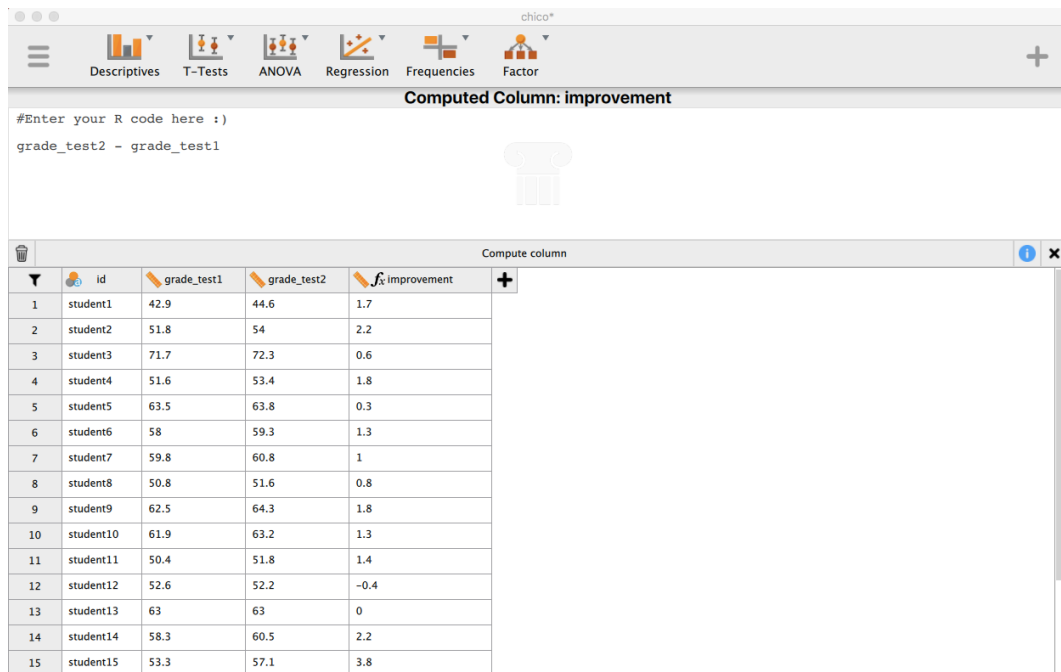 chico*
Descriptives T-Tests ANOVA Regression Frequencies Factor
Computed Column: improvement
#Enter your R code here :)
grade_test2 - grade_test1
Compute column
id grade_test1 grade_test2 fx improvement
1 student1 42.9 44.6 1.7
2 student2 51.8 54 2.2
3 student3 71.7 72.3 0.6
4 student4 51.6 53.4 1.8
5 student5 63.5 63.8 0.3
6 student6 58 59.3 1.3
7 student7 59.8 60.8 1
8 student8 50.8 51.6 0.8
9 student9 62.5 64.3 1.8
10 student10 61.9 63.2 1.3
11 student11 50.4 51.8 1.4
12 student12 52.6 52.2 -0.4
13 student13 63 63 0
14 student14 58.3 60.5 2.2
15 student15 53.3 57.1 3.8